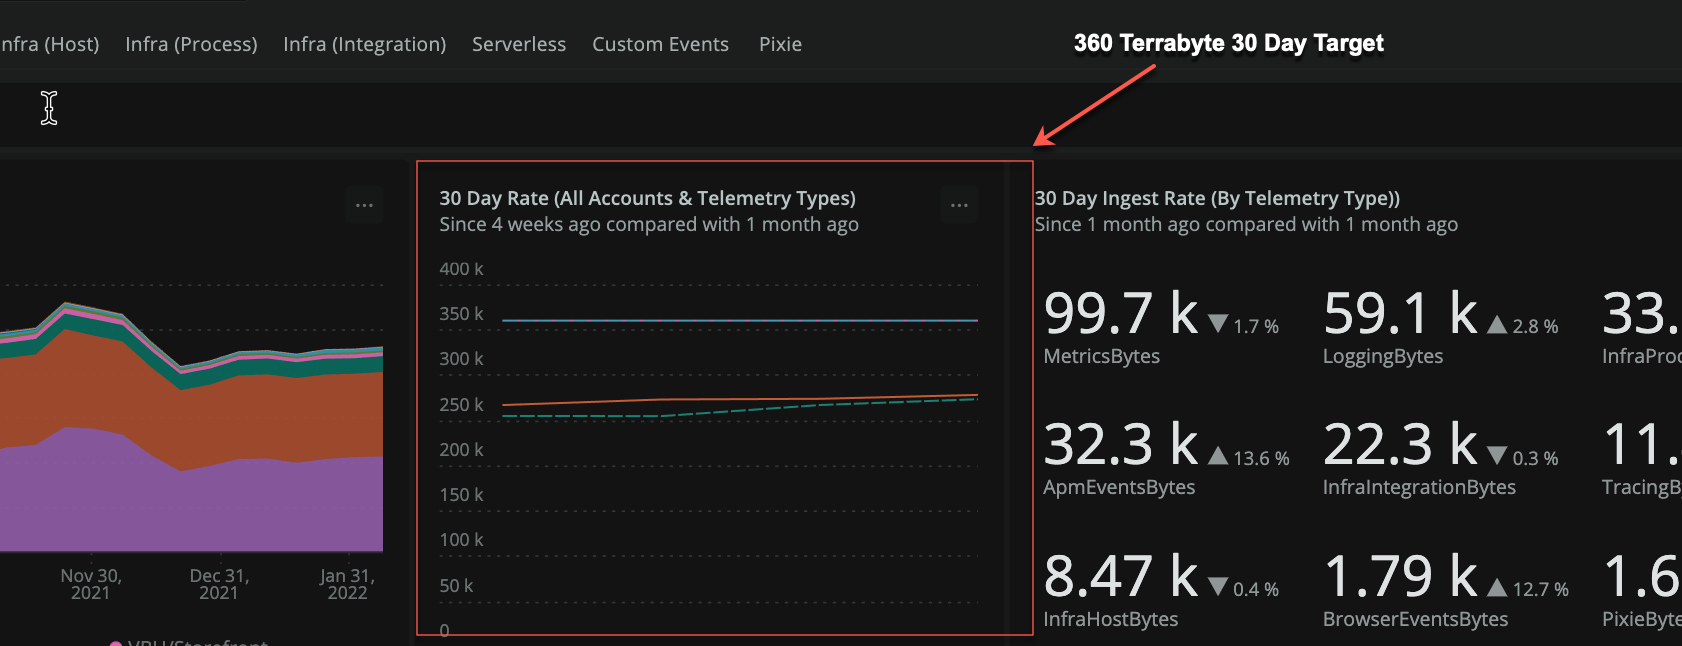 nfra (Host) Infra (Process) Infra (Integration) Serverless Custom Events Pixie
360 Terrabyte 30 Day Target
30 Day Rate (All Accounts & Telemetry Types)
Since 4 weeks ago compared with 1 month ago
400 k
350 k
300 k
250 k
200 k
150 k
100 k
50 k
0
30 Day Ingest Rate (By Telemetry Type))
Since 1 month ago compared with 1 month ago
99.7 k 1.7 %
MetricsBytes
59.1 k 2.8 %
LoggingBytes
33.
InfraProc
32.3 k 13.6 %
ApmEventsBytes
22.3 k 0.3 %
InfraIntegrationBytes
11.
TracingBy
8.47 k 0.4 %
InfraHostBytes
1.79 k 12.7 %
BrowserEventsBytes
1.6
PixieByte
Nov 30,
2021
Dec 31,
2021
Jan 31,
2022